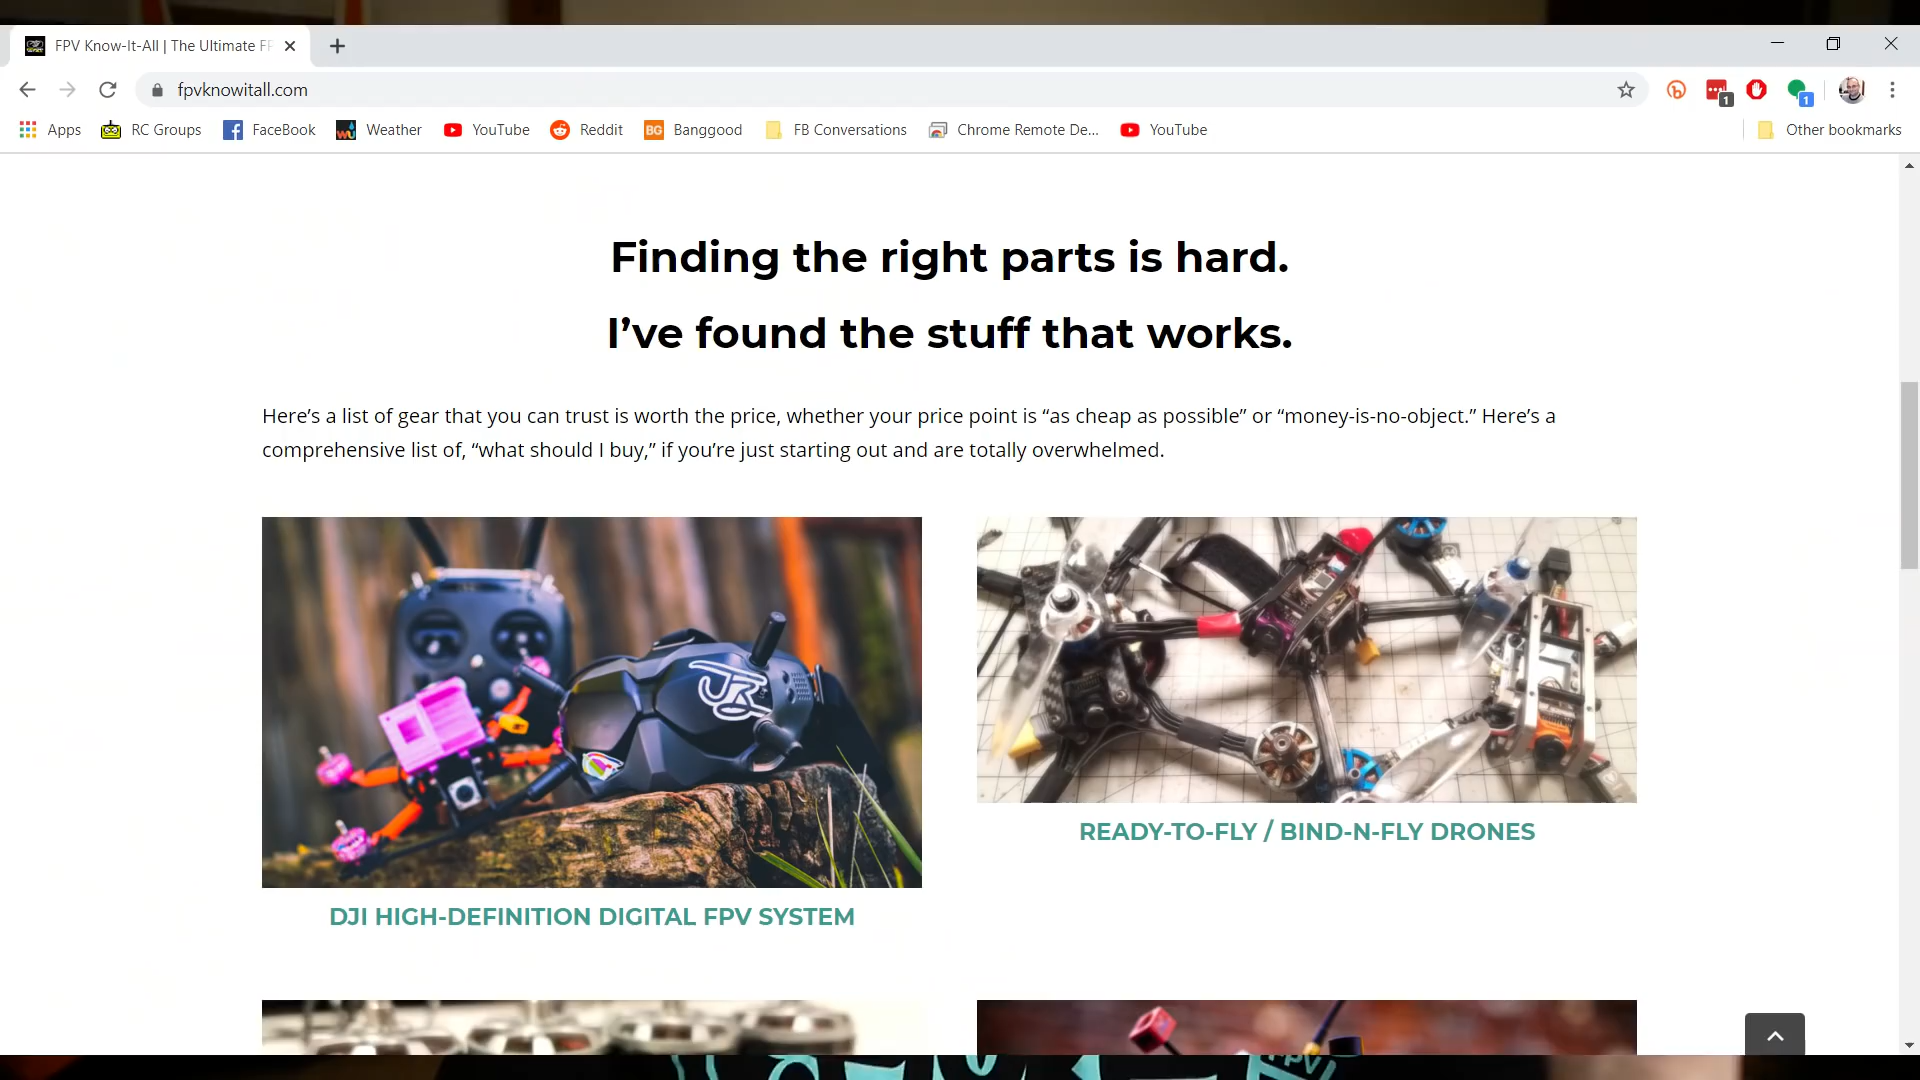 FPV Know-It-All | The Ultimate FP
fpvknowitall.com
1
1
Apps
RC Groups
FaceBook
Weather
YouTube
Reddit
BG
Banggood
FB Conversations
Chrome Remote De...
YouTube
Other bookmarks
Finding the right parts is hard.
I’ve found the stuff that works.
Here’s a list of gear that you can trust is worth the price, whether your price point is “as cheap as possible” or “money-is-no-object.” Here’s a
comprehensive list of, “what should I buy,” if you’re just starting out and are totally overwhelmed.
JB
READY-TO-FLY / BIND-N-FLY DRONES
DJI HIGH-DEFINITION DIGITAL FPV SYSTEM